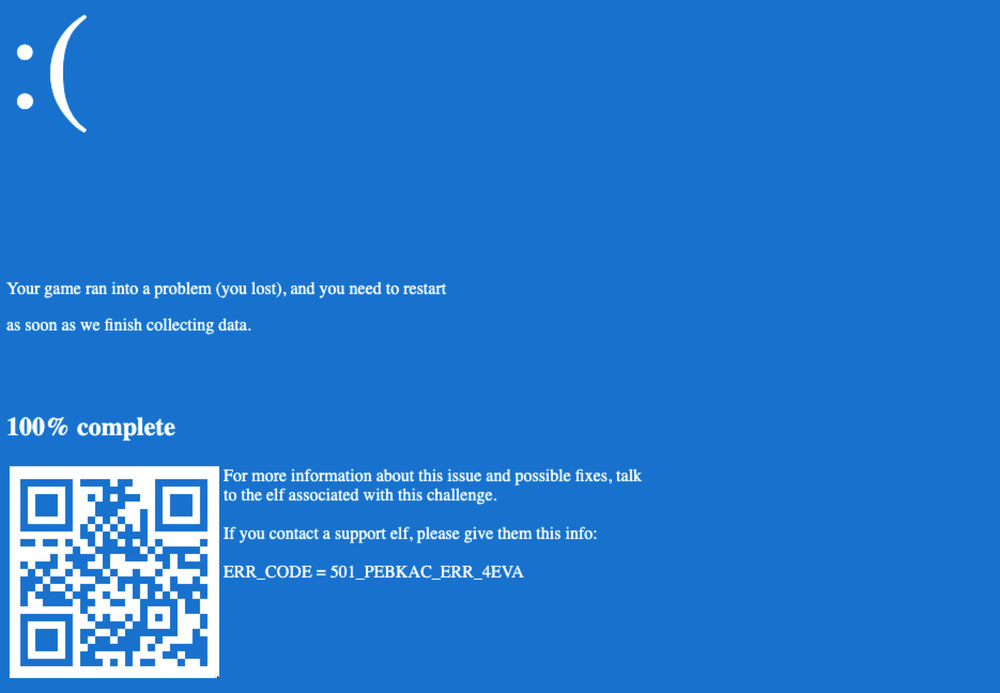 :(
Your game ran into a problem (you lost), and you need to restart
as soon as we finish collecting data.
100% complete
For more information about this issue and possible fixes, talk
to the elf associated with this challenge.
If you contact a support elf, please give them this info:
ERR_CODE = 501_PEBKAC_ERR_4EVA